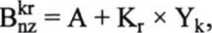 B^{kr}_{nz} = A + K_r × Y_k,